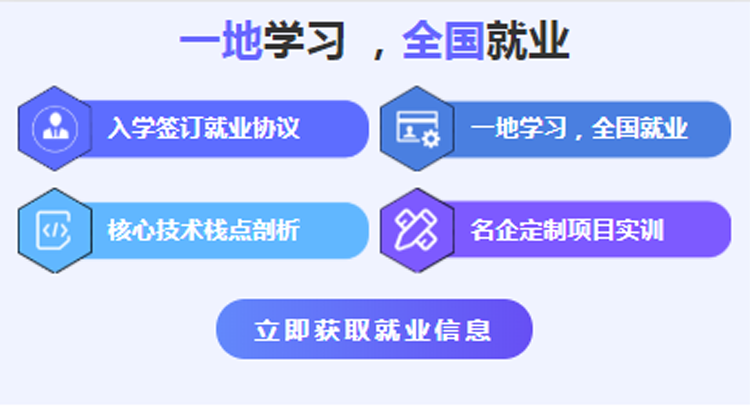 一地学习，全国就业
入学签订就业协议
一地学习，全国就业
核心技术栈点剖析
名企定制项目实训
立即获取就业信息